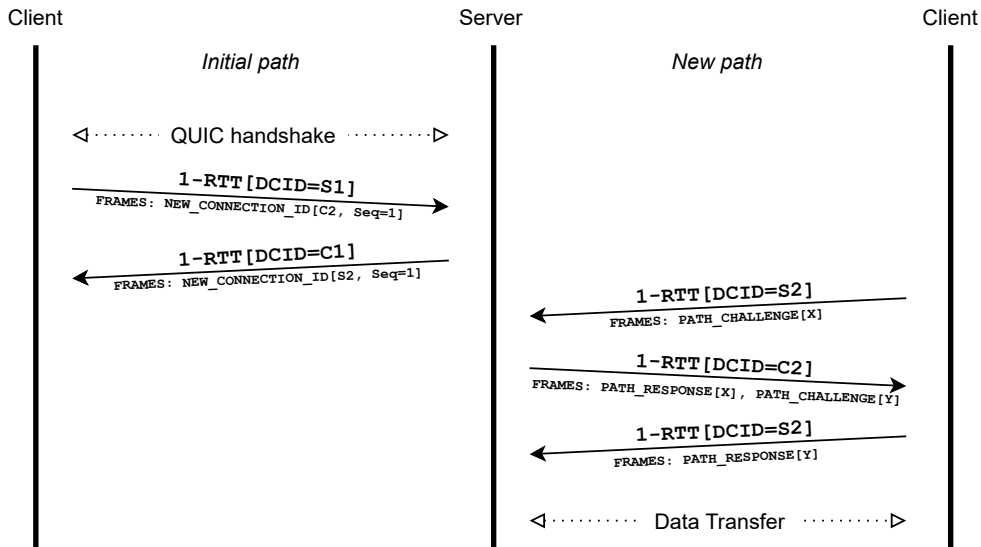 Client
Server
Client
Initial path
New path
QUIC handshake
1-RTT[DCID=S1]
FRAMES: NEW_CONNECTION_ID[C2, Seq=1]
1-RTT[DCID=C1]
FRAMES: NEW_CONNECTION_ID[S2, Seq=1]
1-RTT[DCID=S2]
FRAMES: PATH_CHALLENGE[X]
1-RTT[DCID=C2]
FRAMES: PATH_RESPONSE[X], PATH_CHALLENGE[Y]
1-RTT[DCID=S2]
FRAMES: PATH_RESPONSE[Y]
Data Transfer